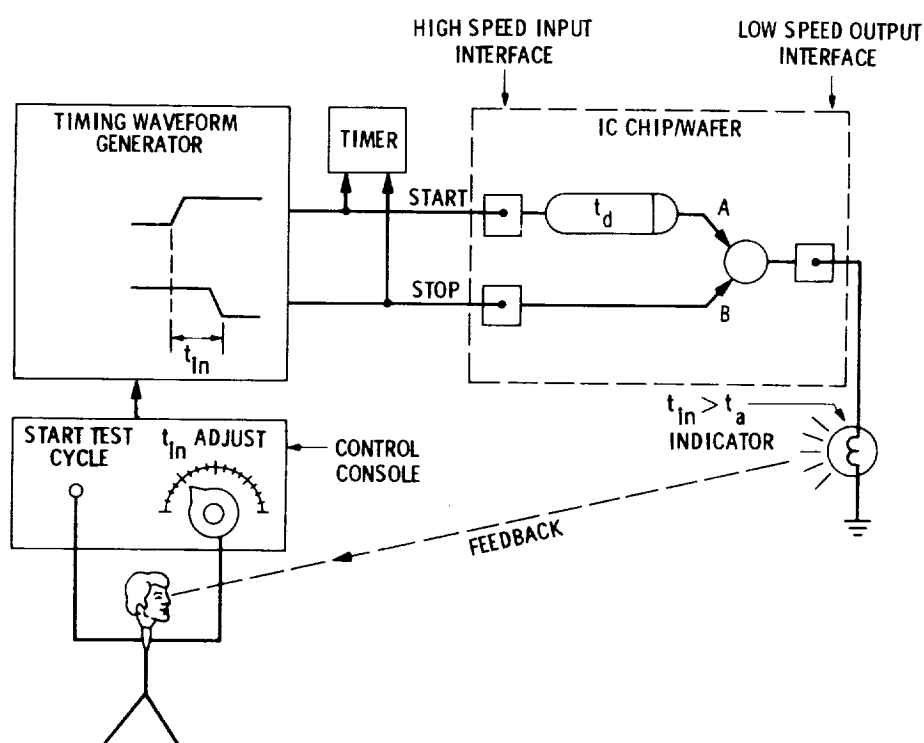 HIGH SPEED INPUT
INTERFACE
LOW SPEED OUTPUT
INTERFACE
TIMING WAVEFORM
GENERATOR
TIMER
IC CHIP/WAFER
START
t_d
A
STOP
B
t_in
t_in > t_a
INDICATOR
START TEST
CYCLE
t_in ADJUST
CONTROL
CONSOLE
FEEDBACK